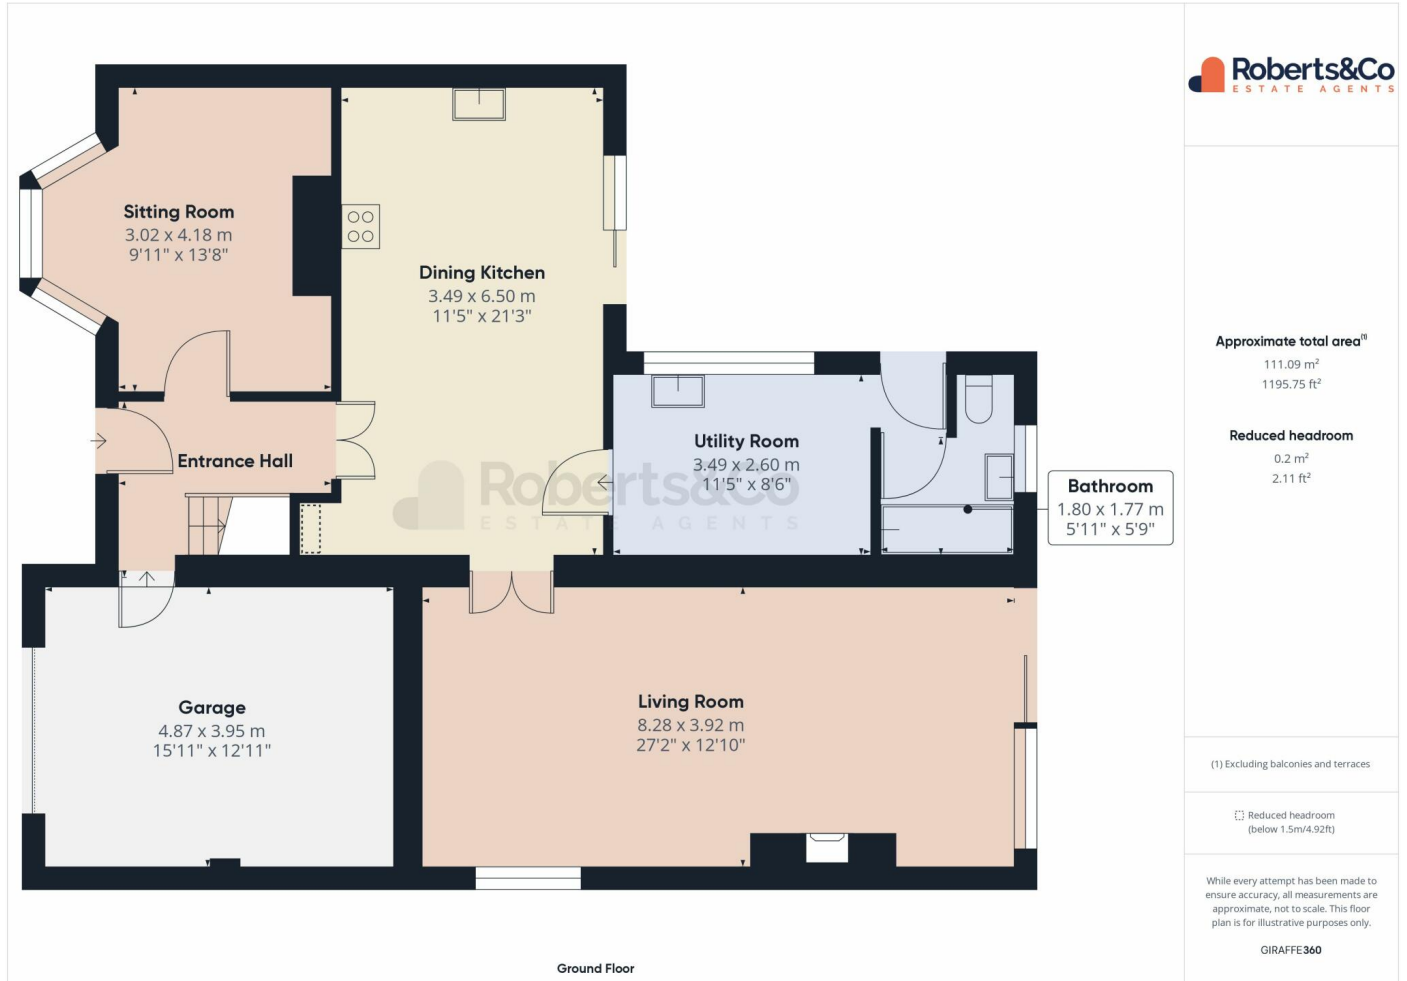 Sitting Room
3.02 x 4.18 m
9'11" x 13'8"
Dining Kitchen
3.49 x 6.50 m
11'5" x 21'3"
Entrance Hall
Utility Room
3.49 x 2.60 m
11'5" x 8'6"
Bathroom
1.80 x 1.77 m
5'11" x 5'9"
Roberts&Co
ESTATE AGENTS
Garage
4.87 x 3.95 m
15'11" x 12'11"
Living Room
8.28 x 3.92 m
27'2" x 12'10"
Ground Floor
Roberts&Co
ESTATE AGENTS
Approximate total area(1)
111.09 m²
1195.75 ft²
Reduced headroom
0.2 m²
2.11 ft²
(1) Excluding balconies and terraces
Reduced headroom
(below 1.5m/4.92ft)
While every attempt has been made to
ensure accuracy, all measurements are
approximate, not to scale. This floor
plan is for illustrative purposes only.
GIRAFFE360